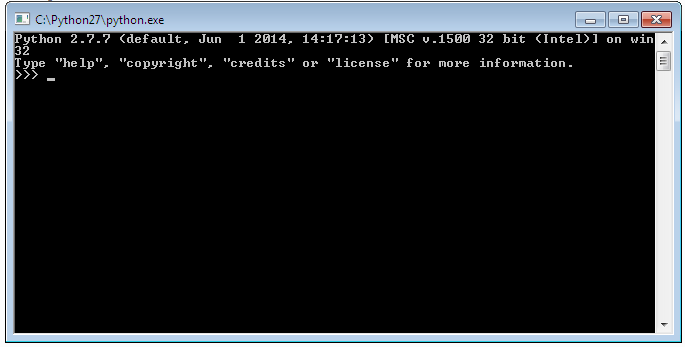 C:\Python27\python.exe
Python 2.7.7 (default, Jun  1 2014, 14:17:13) [MSC v.1500 32 bit (Intel)] on win
32
Type "help", "copyright", "credits" or "license" for more information.
>>> _